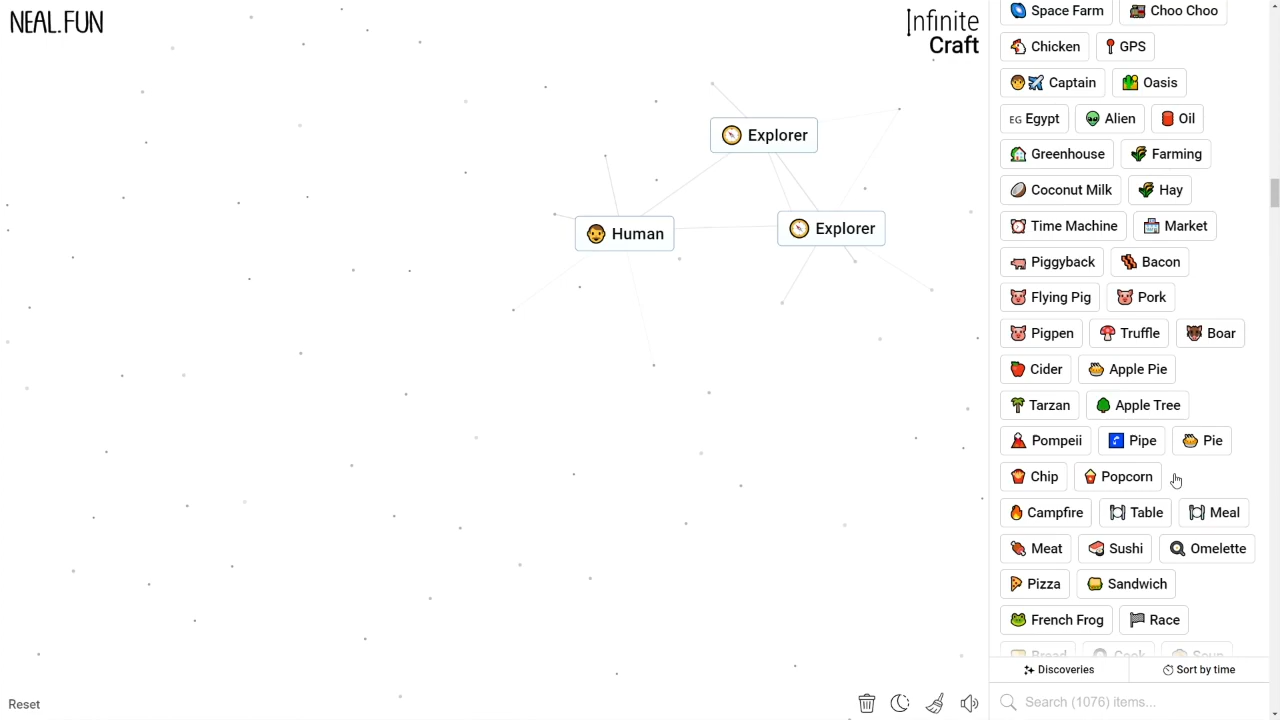 NEAL.FUN
Infinite
Craft
Explorer
Human
Explorer
Reset
Space Farm Choo Choo
Chicken GPS
Captain Oasis
EG Egypt Alien Oil
Greenhouse Farming
Coconut Milk Hay
Time Machine Market
Piggyback Bacon
Flying Pig Pork
Pigpen Truffle Boar
Cider Apple Pie
Tarzan Apple Tree
Pompeii Pipe Pie
Chip Popcorn
Campfire Table Meal
Meat Sushi Omelette
Pizza Sandwich
French Frog Race
Bread Cook Soup
Discoveries Sort by time
Search (1076) items...